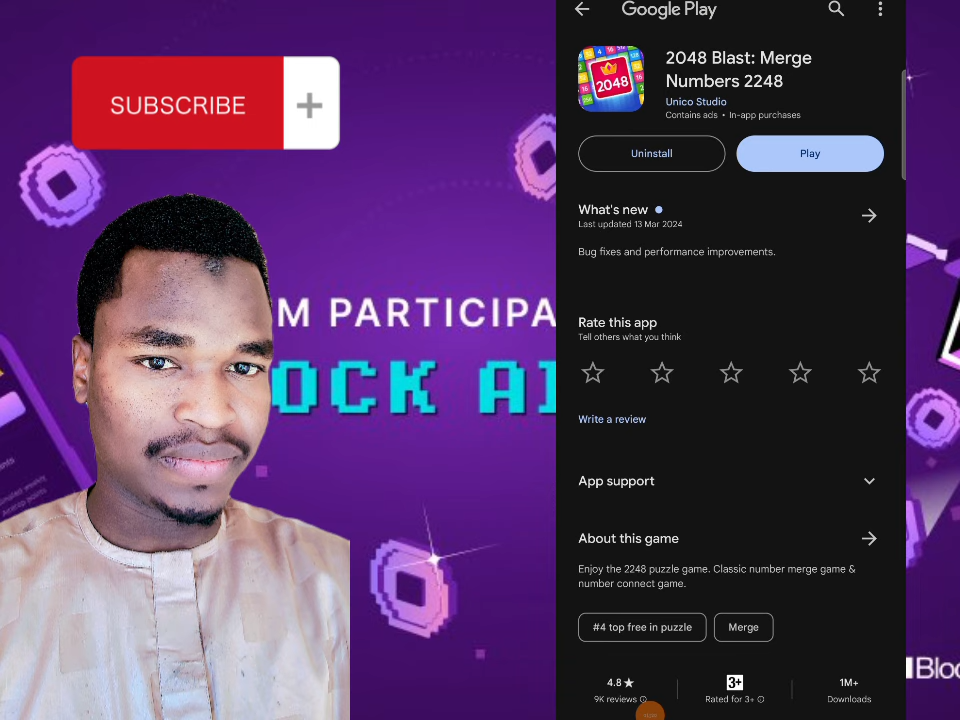 SUBSCRIBE
M PARTICIPA
OCK AI
Google Play
2048
2048 Blast: Merge
Numbers 2248
Unico Studio
Contains ads • In-app purchases
Uninstall
Play
What's new
Last updated 13 Mar 2024
Bug fixes and performance improvements.
Rate this app
Tell others what you think
Write a review
App support
About this game
Enjoy the 2248 puzzle game. Classic number merge game &
number connect game.
#4 top free in puzzle
Merge
4.8★
9K reviews
3+
Rated for 3+
1M+
Downloads
Bloc